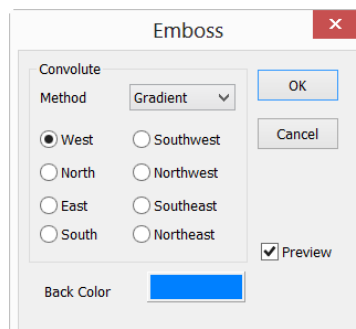 Emboss
Convolute
Method Gradient
OK
West Southwest
Cancel
North Northwest
East Southeast
South Northeast
Preview
Back Color